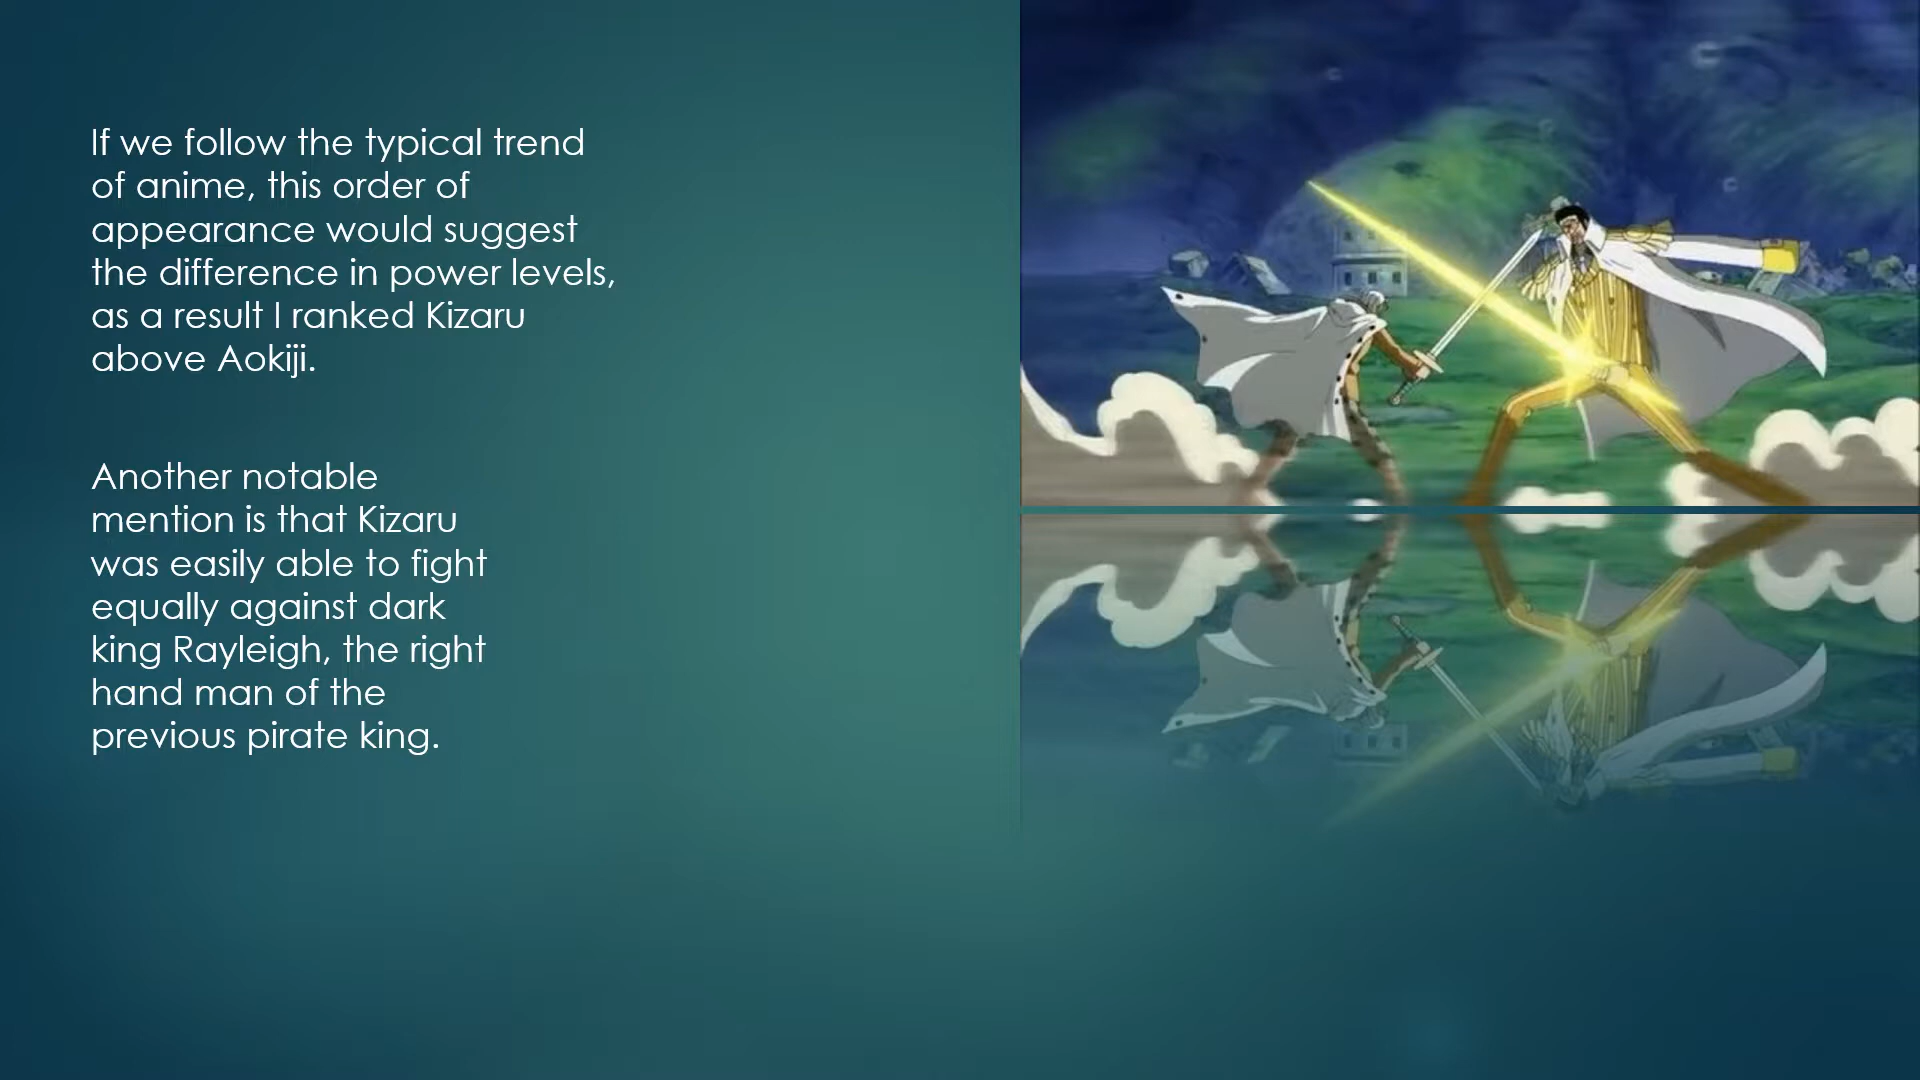 If we follow the typical trend
of anime, this order of
appearance would suggest
the difference in power levels,
as a result I ranked Kizaru
above Aokiji.
Another notable
mention is that Kizaru
was easily able to fight
equally against dark
king Rayleigh, the right
hand man of the
previous pirate king.